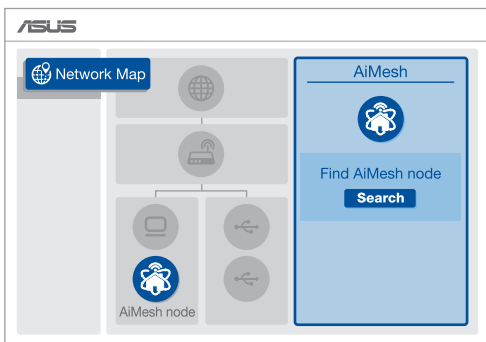 ASUS
Network Map
AiMesh
Find AiMesh node
Search
AiMesh node